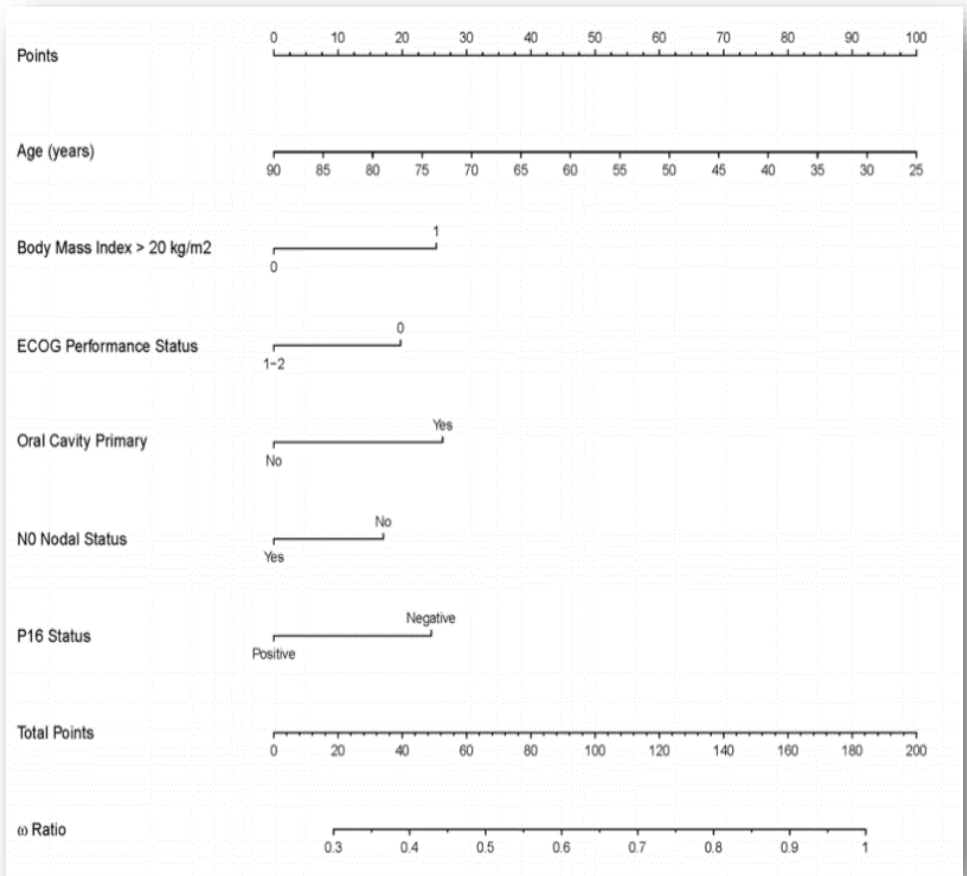 0 10 20 30 40 50 60 70 80 90 100
Points
Age (years)
90 85 80 75 70 65 60 55 50 45 40 35 30 25
1
Body Mass Index > 20 kg/m2
0
0
ECOG Performance Status
1-2
Yes
Oral Cavity Primary
No
No
N0 Nodal Status
Yes
Negative
P16 Status
Positive
Total Points
0 20 40 60 80 100 120 140 160 180 200
ω Ratio
0.3 0.4 0.5 0.6 0.7 0.8 0.9 1